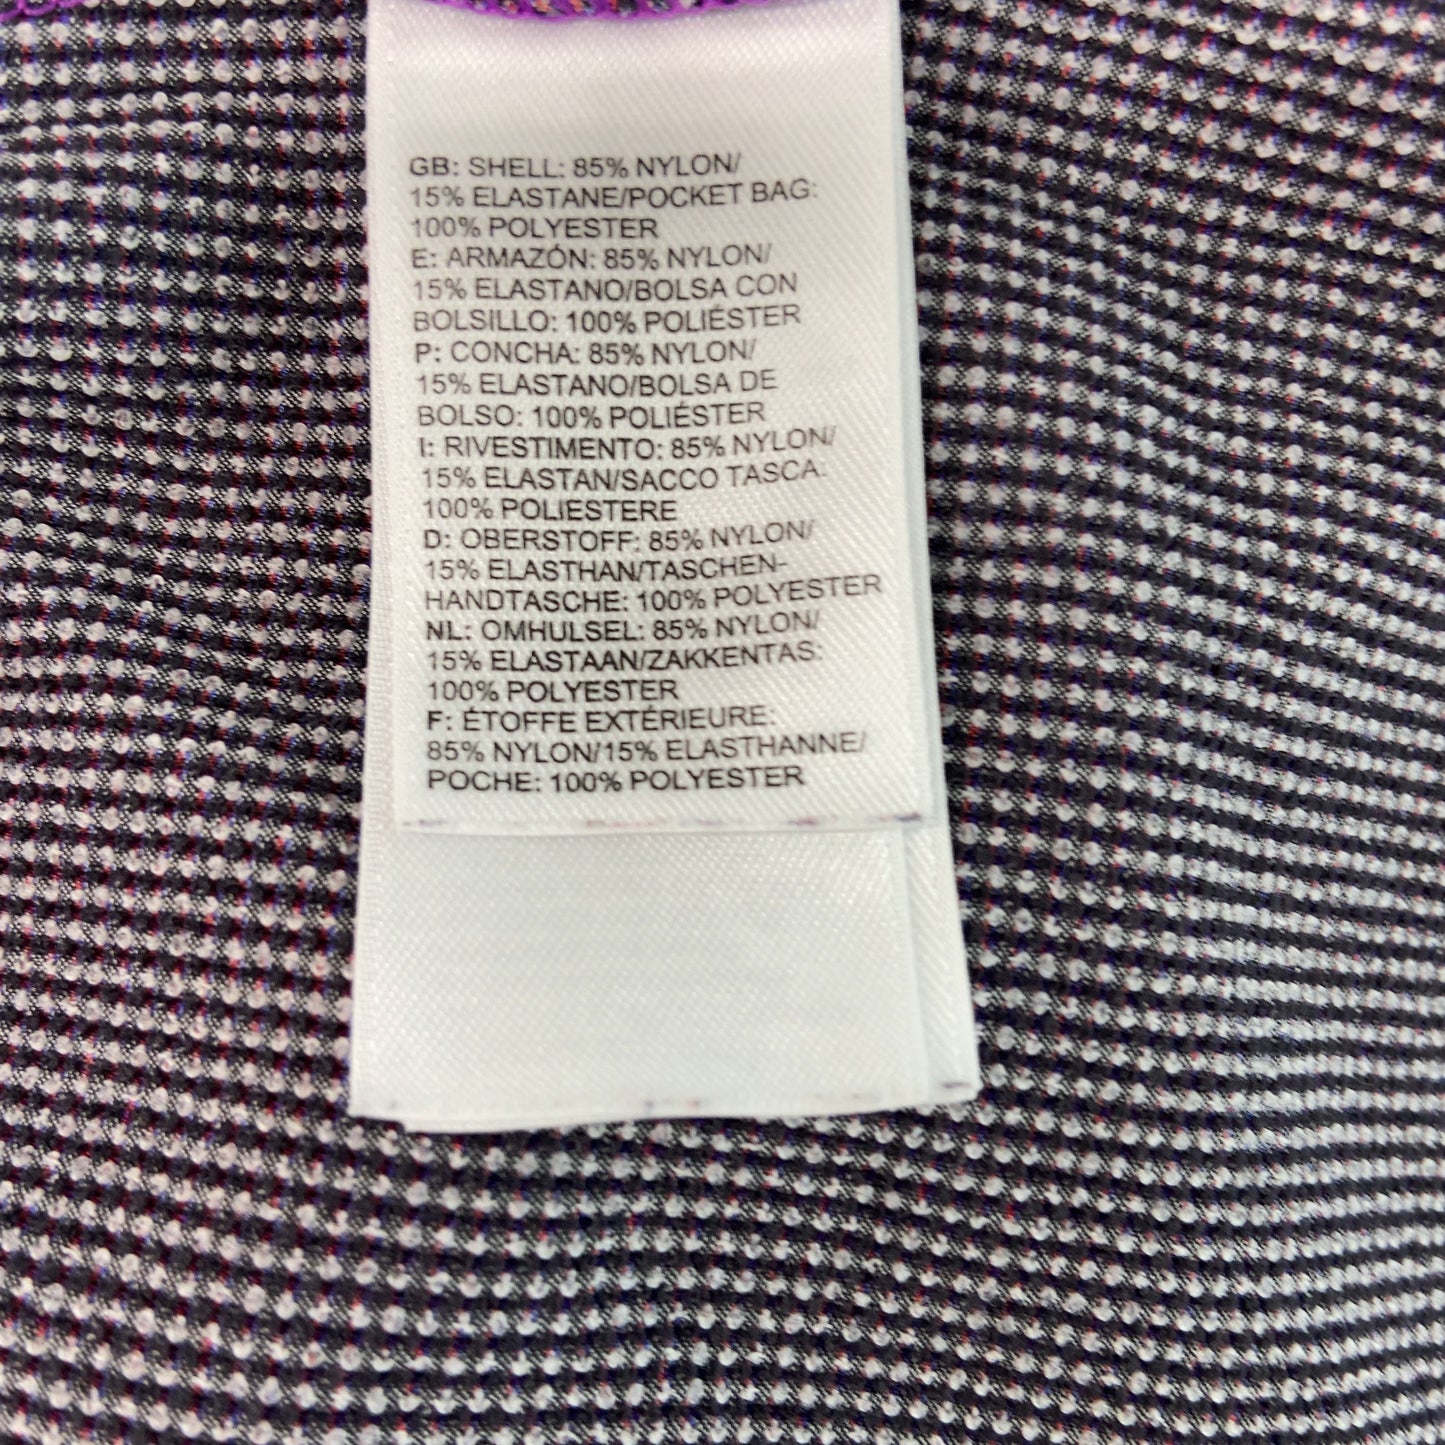 GB: SHELL: 85% NYLON/
15% ELASTANE/POCKET BAG:
100% POLYESTER
E: ARMAZÓN: 85% NYLON/
15% ELASTANO/BOLSA CON
BOLSILLO: 100% POLIÉSTER
P: CONCHA: 85% NYLON/
15% ELASTANO/BOLSA DE
BOLSO: 100% POLIÉSTER
I: RIVESTIMENTO: 85% NYLON/
15% ELASTAN/SACCO TASCA:
100% POLIESTERE
D: OBERSTOFF: 85% NYLON/
15% ELASTHAN/TASCHEN-
HANDTASCHE: 100% POLYESTER
NL: OMHULSEL: 85% NYLON/
15% ELASTAAN/ZAKKENTAS:
100% POLYESTER
F: ÉTOFFE EXTÉRIEURE:
85% NYLON/15% ELASTHANNE/
POCHE: 100% POLYESTER